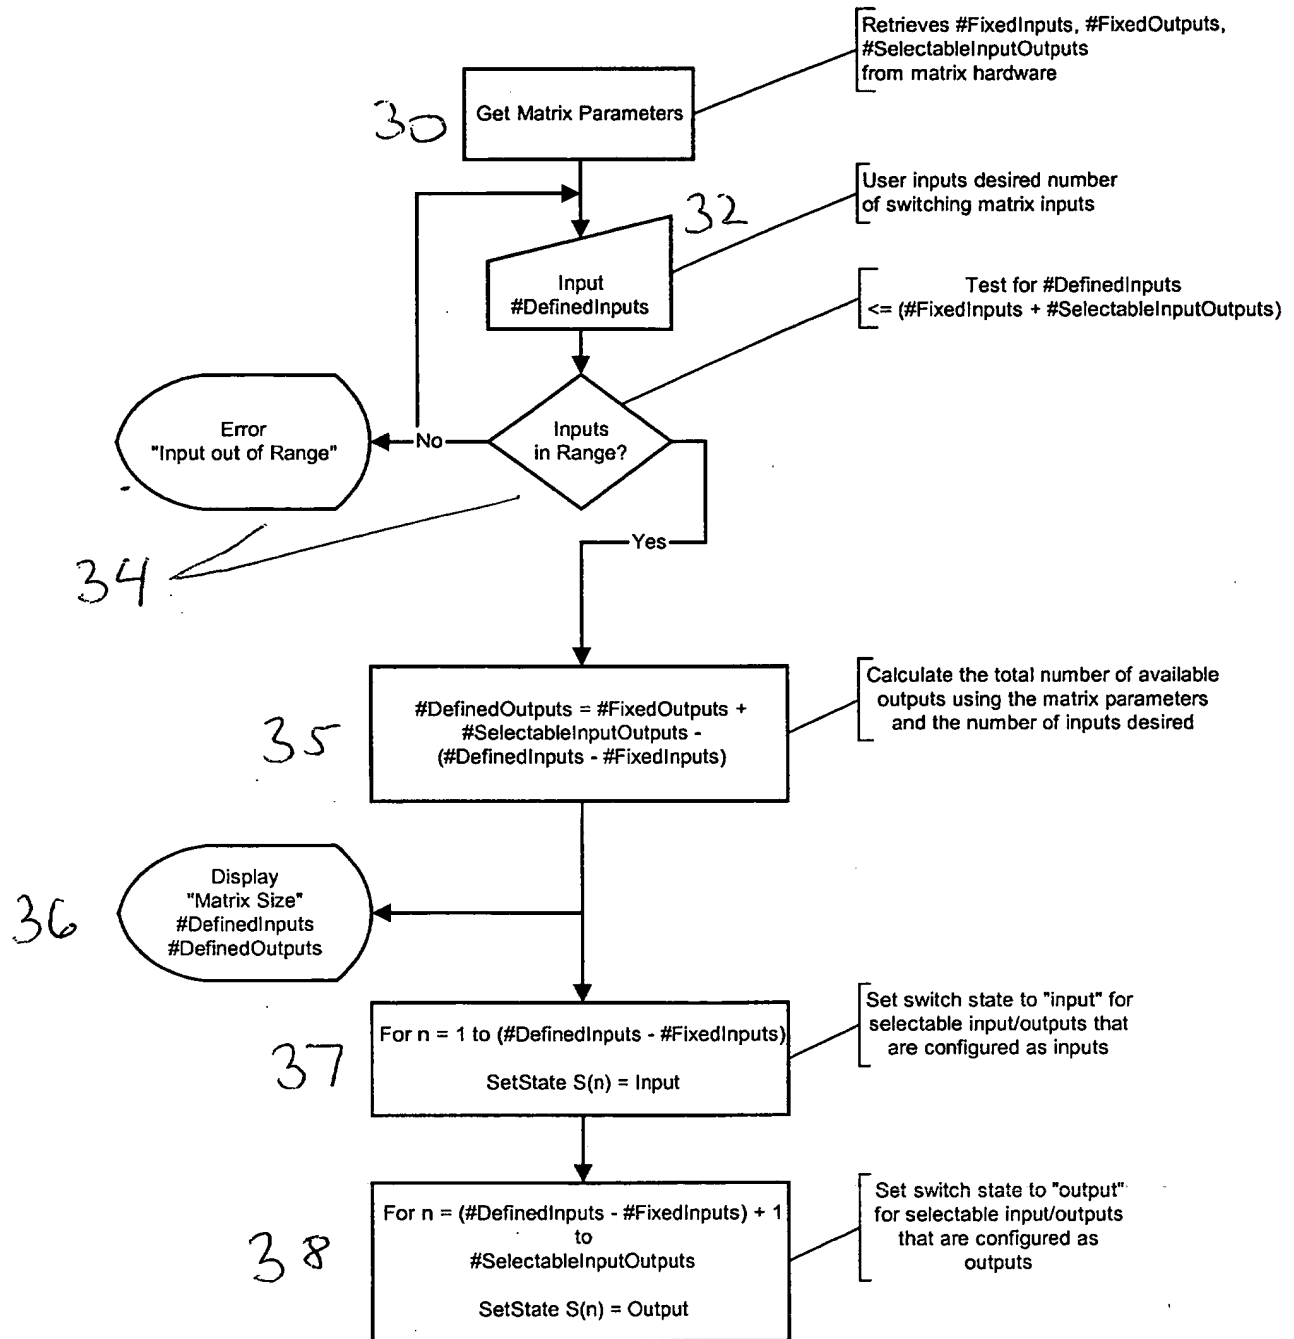 Retrieves #FixedInputs, #FixedOutputs,
#SelectableInputOutputs
from matrix hardware
30
Get Matrix Parameters
User inputs desired number
of switching matrix inputs
32
Input
#DefinedInputs
Test for #DefinedInputs
<= (#FixedInputs + #SelectableInputOutputs)
Error
"Input out of Range"
No
Inputs
in Range?
Yes
34
Calculate the total number of available
outputs using the matrix parameters
and the number of inputs desired
35
#DefinedOutputs = #FixedOutputs +
#SelectableInputOutputs -
(#DefinedInputs - #FixedInputs)
36
Display
"Matrix Size"
#DefinedInputs
#DefinedOutputs
Set switch state to "input" for
selectable input/outputs that
are configured as inputs
37
For n = 1 to (#DefinedInputs - #FixedInputs)
SetState S(n) = Input
Set switch state to "output"
for selectable input/outputs
that are configured as
outputs
38
For n = (#DefinedInputs - #FixedInputs) + 1
to
#SelectableInputOutputs
SetState S(n) = Output